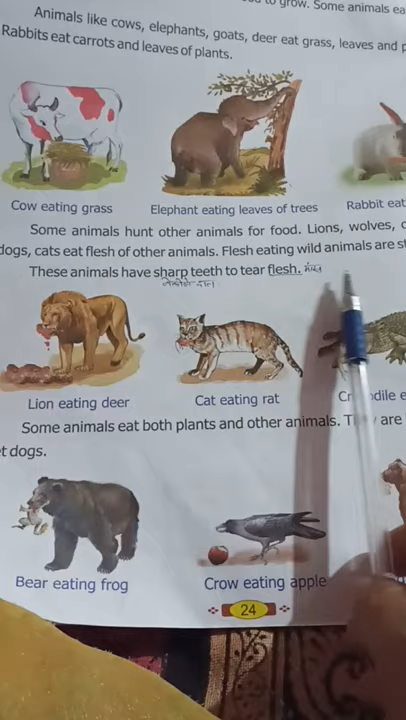 to grow. Some animals ea
Animals like cows, elephants, goats, deer eat grass, leaves and p
Rabbits eat carrots and leaves of plants.
Cow eating grass Elephant eating leaves of trees Rabbit eat
Some animals hunt other animals for food. Lions, wolves, c
dogs, cats eat flesh of other animals. Flesh eating wild animals are st
These animals have sharp teeth to tear flesh.
Lion eating deer Cat eating rat Cr odile e
Some animals eat both plants and other animals. T y are
t dogs.
Bear eating frog Crow eating apple
24